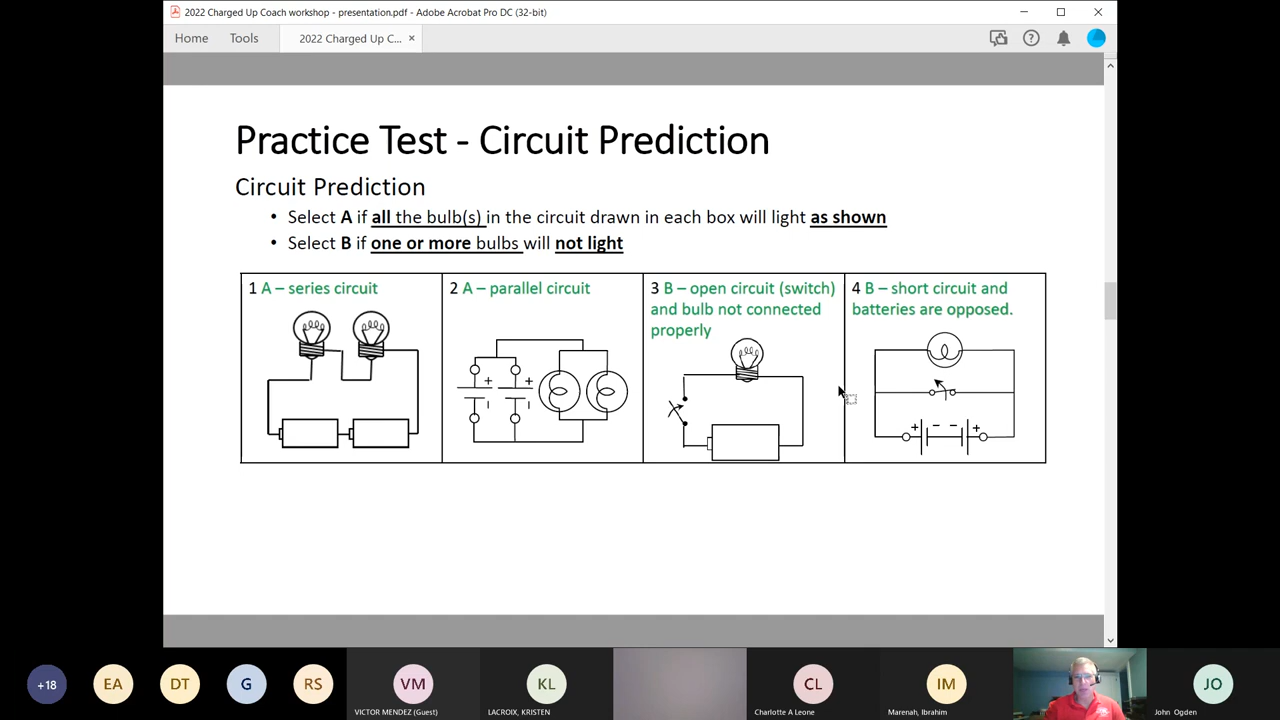 2022 Charged Up Coach workshop - presentation.pdf - Adobe Acrobat Pro DC (32-bit)
Home Tools 2022 Charged Up C... ×
Practice Test - Circuit Prediction
Circuit Prediction
• Select A if all the bulb(s) in the circuit drawn in each box will light as shown
• Select B if one or more bulbs will not light
1 A – series circuit
2 A – parallel circuit
3 B – open circuit (switch)
and bulb not connected
properly
4 B – short circuit and
batteries are opposed.
+ +
+ − − +
+18 EA DT G RS VM KL CL IM JO
VICTOR MENDEZ (Guest) LACROIX, KRISTEN Charlotte A Leone Marenah, Ibrahim John Ogden